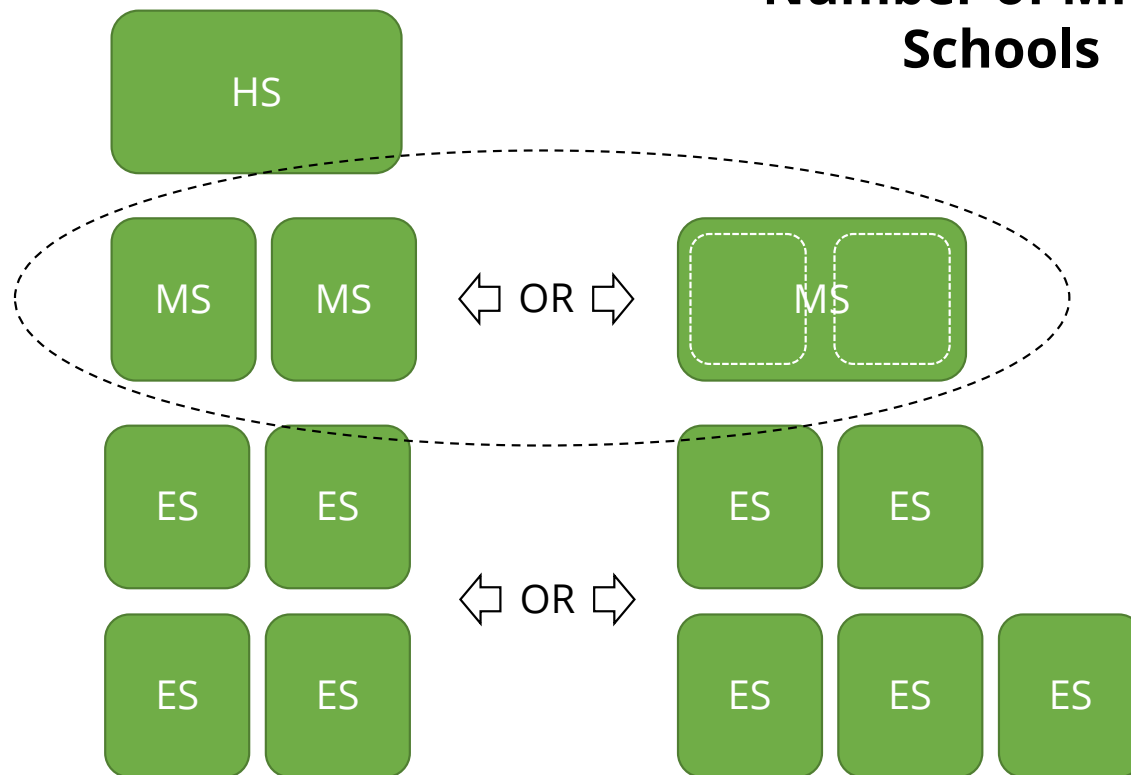 Schools
HS
MS MS OR MS
ES ES ES ES
OR
ES ES ES ES ES